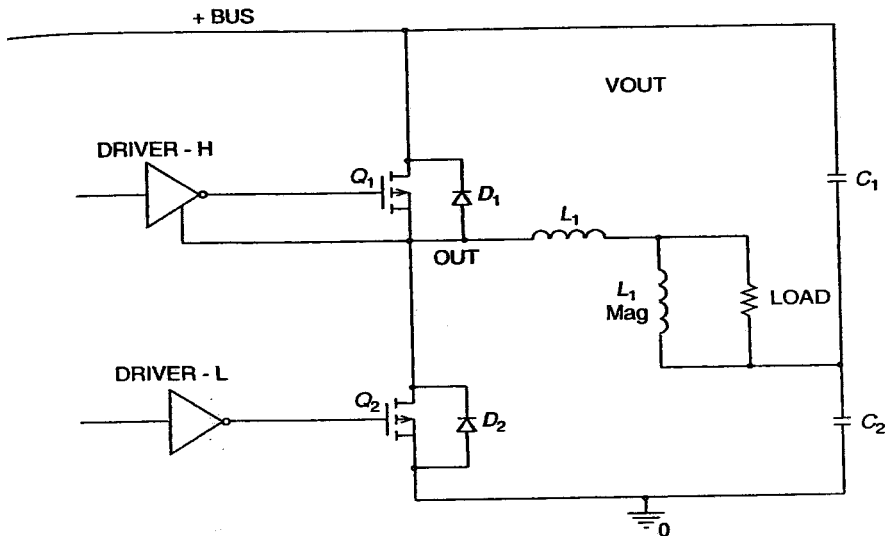 + BUS
VOUT
DRIVER - H
Q1
D1
C1
L1
OUT
L1
Mag
LOAD
DRIVER - L
Q2
D2
C2
0